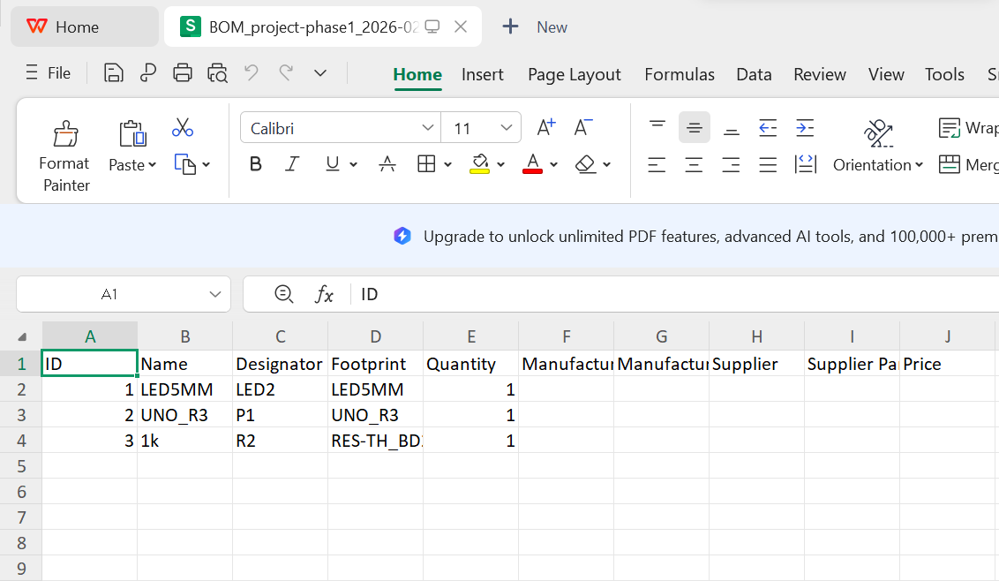 Home
BOM_project-phase1_2026-02
New
File
Home Insert Page Layout Formulas Data Review View Tools
Format Painter
Paste
Calibri
11
A+ A−
B I U A
A
Orientation
Wrap
Merg
Upgrade to unlock unlimited PDF features, advanced AI tools, and 100,000+ prem
A1
fx ID
A B C D E F G H I J
1 ID Name Designator Footprint Quantity Manufactur Manufactur Supplier Supplier Pa Price
2 1 LED5MM LED2 LED5MM 1
3 2 UNO_R3 P1 UNO_R3 1
4 3 1k R2 RES-TH_BD 1
5
6
7
8
9